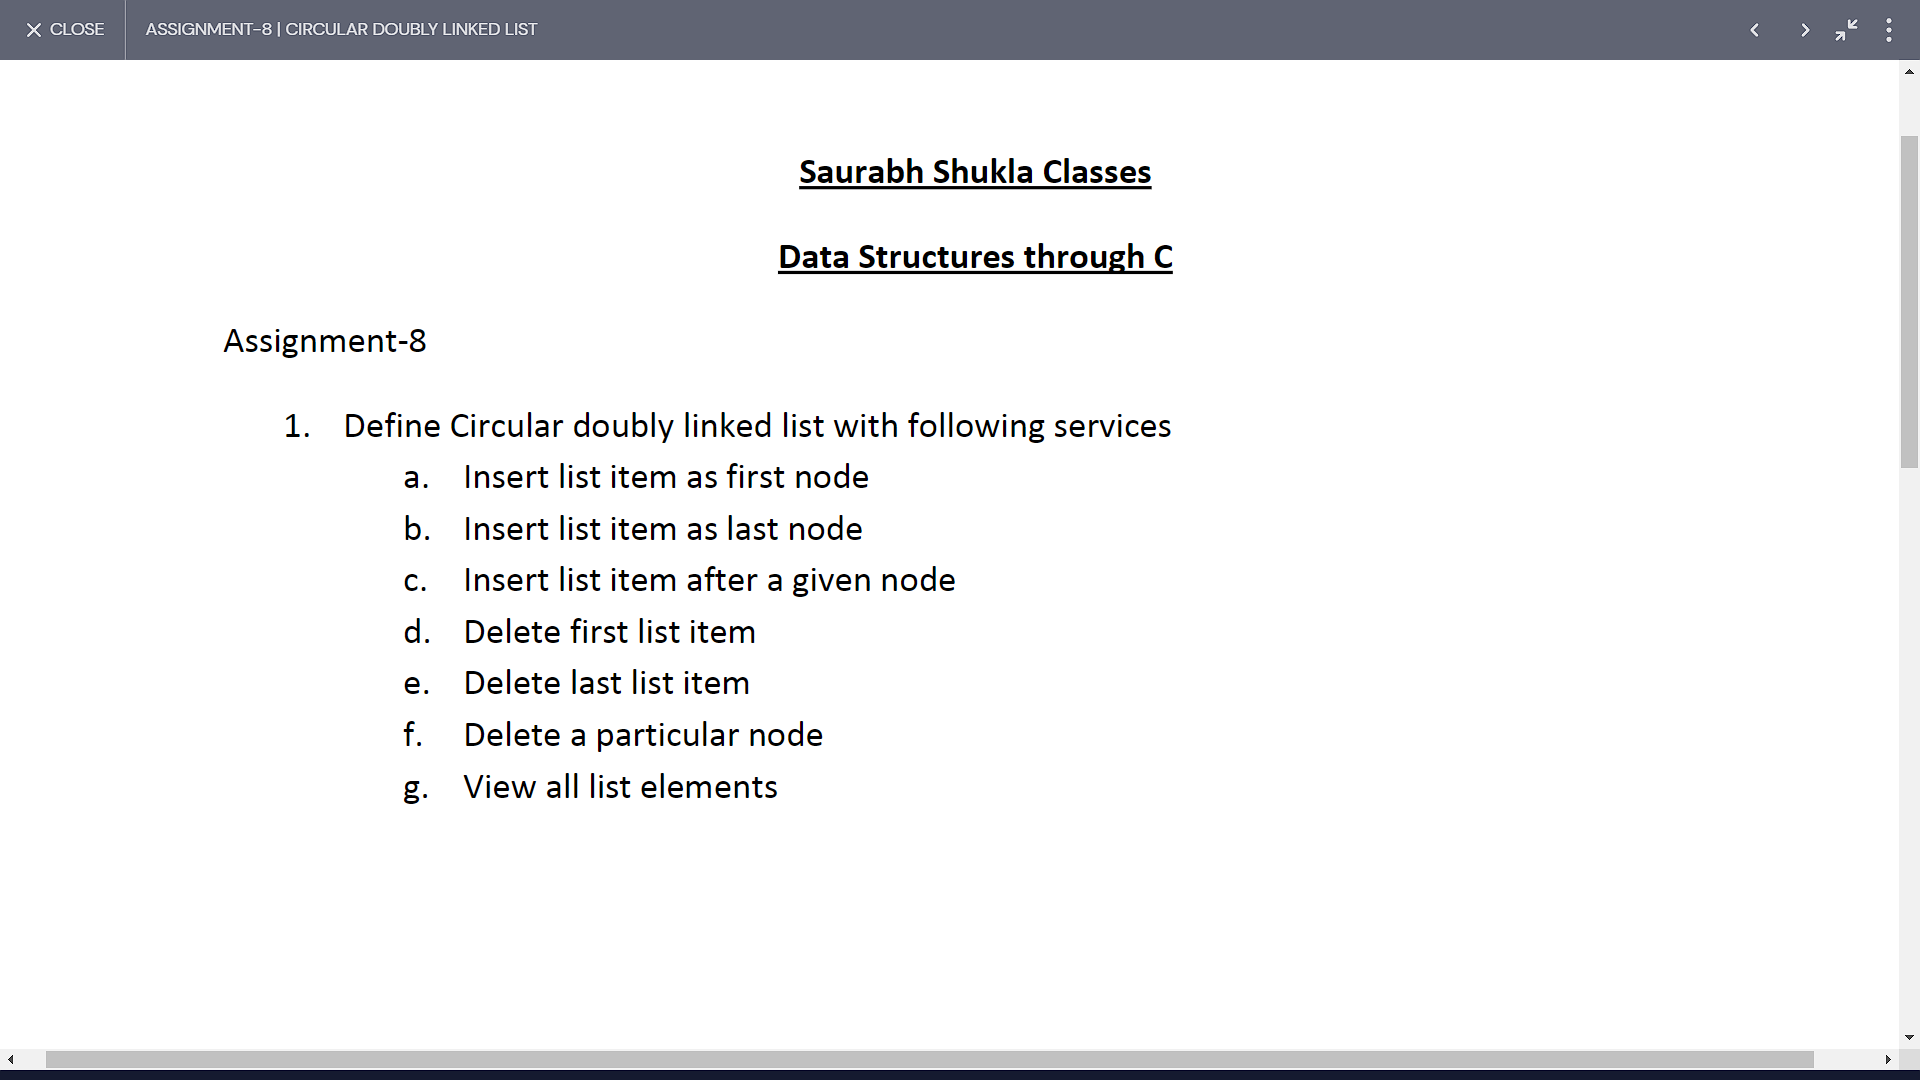 CLOSE
ASSIGNMENT-8 | CIRCULAR DOUBLY LINKED LIST
Saurabh Shukla Classes
Data Structures through C
Assignment-8
1. Define Circular doubly linked list with following services
a. Insert list item as first node
b. Insert list item as last node
c. Insert list item after a given node
d. Delete first list item
e. Delete last list item
f. Delete a particular node
g. View all list elements